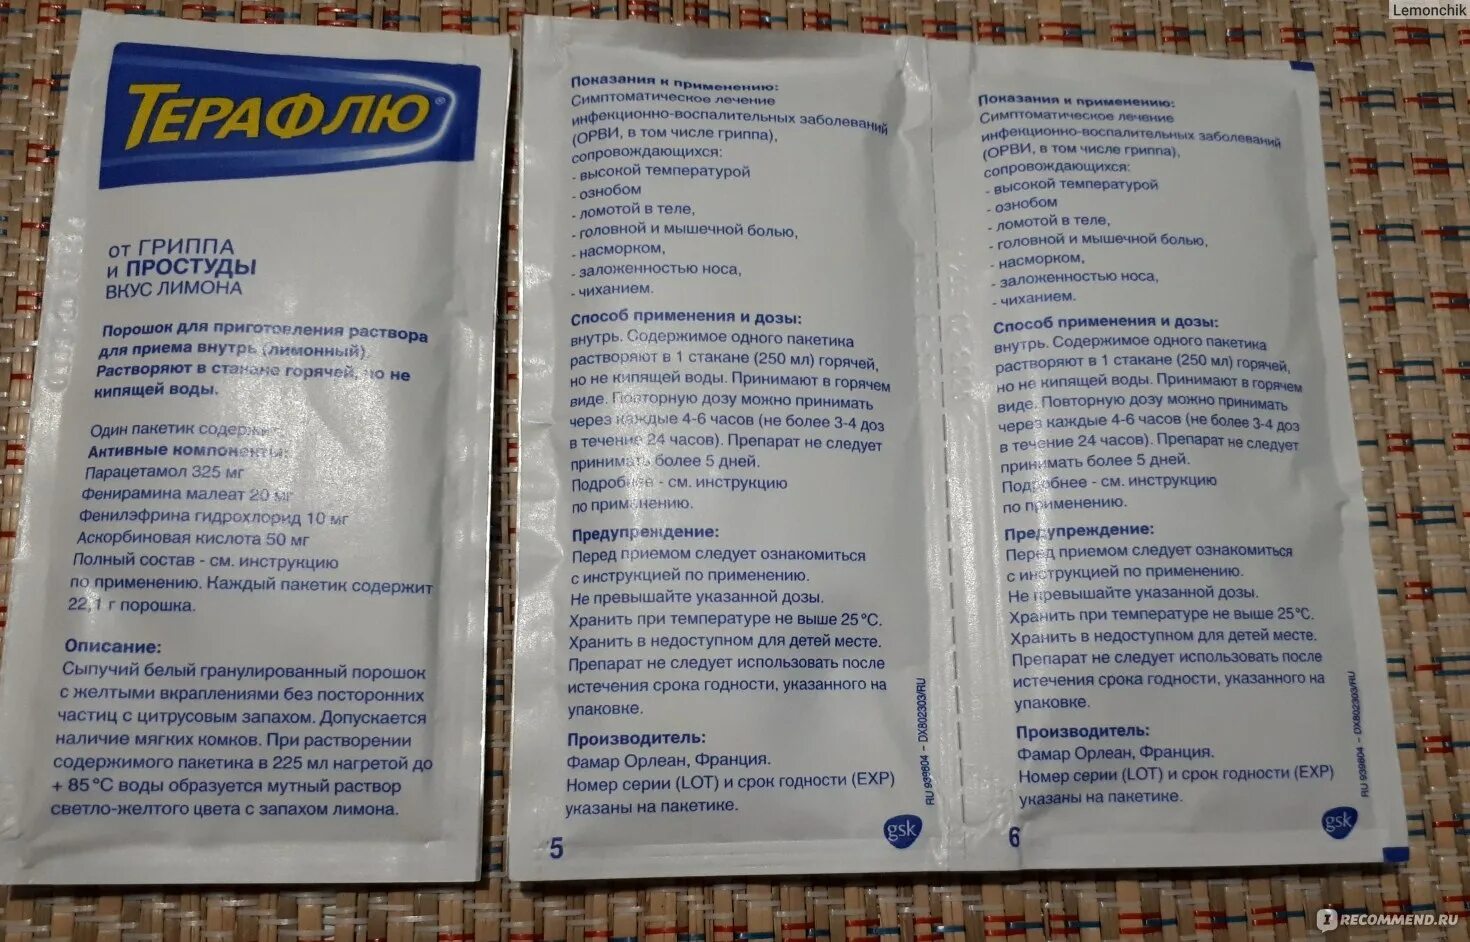 Lemonchik
ТЕРАФЛЮ®
от ГРИППА
и ПРОСТУДЫ
ВКУС ЛИМОНА
Порошок для приготовления раствора
для приема внутрь (лимонный).
Растворяют в стакане горячей, но не
кипящей воды.
Один пакетик содержит:
Активные компоненты:
Парацетамол 325 мг
Фенирамина малеат 20 мг
Фенилэфрина гидрохлорид 10 мг
Аскорбиновая кислота 50 мг
Полный состав - см. инструкцию
по применению. Каждый пакетик содержит
22,1 г порошка.
Описание:
Сыпучий белый гранулированный порошок
с желтыми вкраплениями без посторонних
частиц с цитрусовым запахом. Допускается
наличие мягких комков. При растворении
содержимого пакетика в 225 мл нагретой до
+ 85 °С воды образуется мутный раствор
светло-желтого цвета с запахом лимона.
Показания к применению:
Симптоматическое лечение
инфекционно-воспалительных заболеваний
(ОРВИ, в том числе гриппа),
сопровождающихся:
- высокой температурой
- ознобом
- ломотой в теле,
- головной и мышечной болью,
- насморком,
- заложенностью носа,
- чиханием.
Способ применения и дозы:
внутрь. Содержимое одного пакетика
растворяют в 1 стакане (250 мл) горячей,
но не кипящей воды. Принимают в горячем
виде. Повторную дозу можно принимать
через каждые 4-6 часов (не более 3-4 доз
в течение 24 часов). Препарат не следует
принимать более 5 дней.
Подробнее - см. инструкцию
по применению.
Предупреждение:
Перед приемом следует ознакомиться
с инструкцией по применению.
Не превышайте указанной дозы.
Хранить при температуре не выше 25 °С.
Хранить в недоступном для детей месте.
Препарат не следует использовать после
истечения срока годности, указанного на
упаковке.
Производитель:
Фамар Орлеан, Франция.
Номер серии (LOT) и срок годности (EXP)
указаны на пакетике.
5
gsk
RU 939804 – DX802303/RU
Показания к применению:
Симптоматическое лечение
инфекционно-воспалительных заболеваний
(ОРВИ, в том числе гриппа),
сопровождающихся:
- высокой температурой
- ознобом
- ломотой в теле,
- головной и мышечной болью,
- насморком,
- заложенностью носа,
- чиханием.
Способ применения и дозы:
внутрь. Содержимое одного пакетика
растворяют в 1 стакане (250 мл) горячей,
но не кипящей воды. Принимают в горячем
виде. Повторную дозу можно принимать
через каждые 4-6 часов (не более 3-4 доз
в течение 24 часов). Препарат не следует
принимать более 5 дней.
Подробнее - см. инструкцию
по применению.
Предупреждение:
Перед приемом следует ознакомиться
с инструкцией по применению.
Не превышайте указанной дозы.
Хранить при температуре не выше 25 °С.
Хранить в недоступном для детей месте.
Препарат не следует использовать после
истечения срока годности, указанного на
упаковке.
Производитель:
Фамар Орлеан, Франция.
Номер серии (LOT) и срок годности (EXP)
указаны на пакетике.
6
gsk
RU 939804 – DX802303/RU
IRECOMMEND.RU